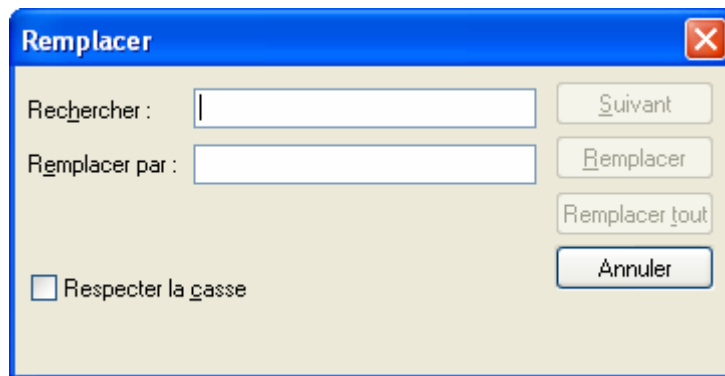 Remplacer
Rechercher :
Suivant
Remplacer par :
Remplacer
Remplacer tout
Annuler
Respecter la casse